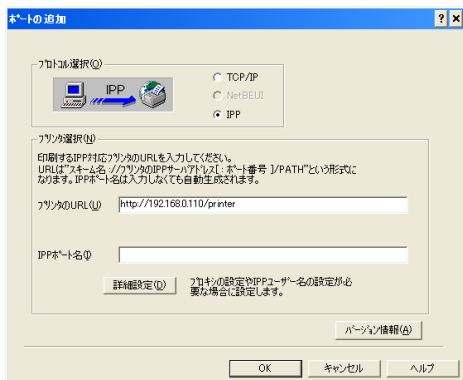 ﾎﾟｰﾄの追加
? ×
ﾌﾟﾛﾄｺﾙ選択(O)
IPP
TCP/IP
NetBEUI
IPP
ﾌﾟﾘﾝﾀ選択(N)
印刷するIPP対応ﾌﾟﾘﾝﾀのURLを入力してください。
URLは"ｽｷｰﾑ名 ://ﾌﾟﾘﾝﾀのIPPｻｰﾊﾞｱﾄﾞﾚｽ[ : ﾎﾟｰﾄ番号 ]/PATH"という形式に
なります。IPPﾎﾟｰﾄ名は入力しなくても自動生成されます。
ﾌﾟﾘﾝﾀのURL(U)
http://192.168.0.110/printer
IPPﾎﾟｰﾄ名(I)
詳細設定(D)
ﾌﾟﾛｷｼの設定やIPPﾕｰｻﾞｰ名の設定が必
要な場合に設定します。
ﾊﾞｰｼﾞｮﾝ情報(A)
OK
ｷｬﾝｾﾙ
ﾍﾙﾌﾟ